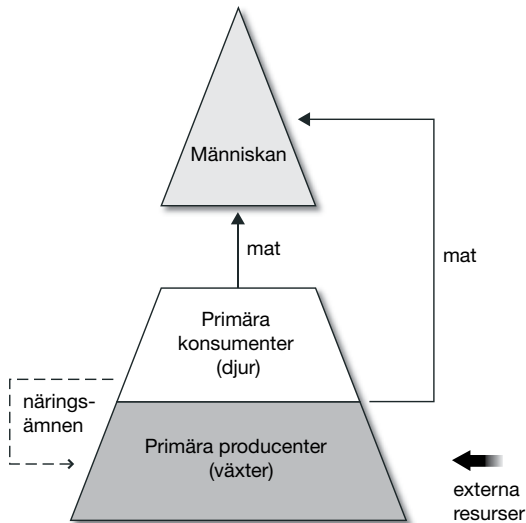 Människan
mat
mat
Primära
konsumenter
(djur)
närings-
ämnen
Primära producenter
(växter)
externa
resurser